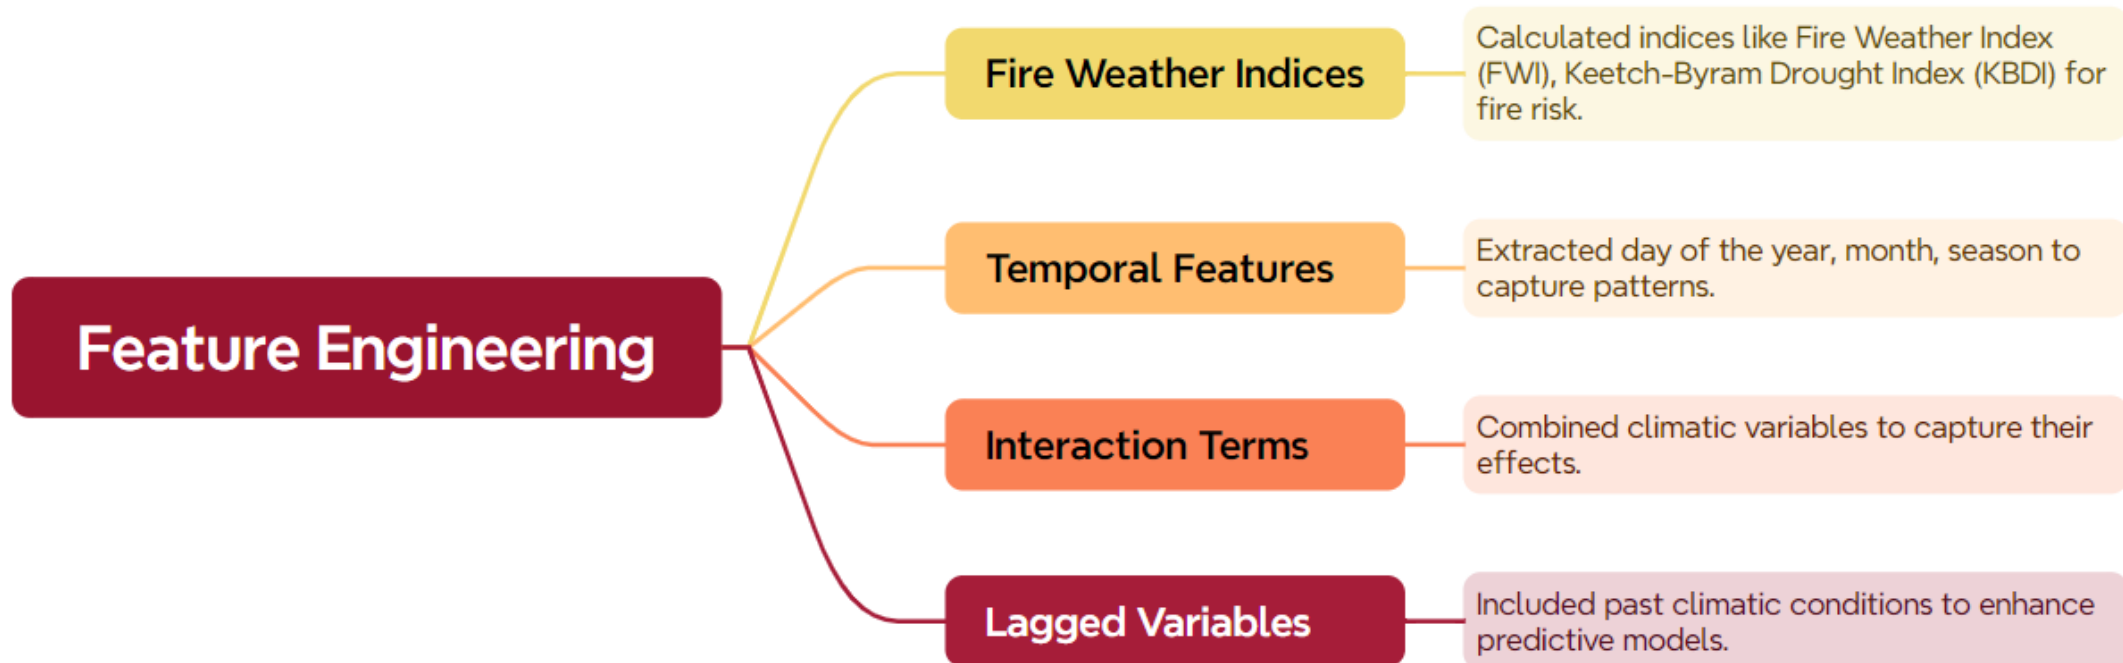 Feature Engineering
Fire Weather Indices
Calculated indices like Fire Weather Index
(FWI), Keetch-Byram Drought Index (KBDI) for
fire risk.
Temporal Features
Extracted day of the year, month, season to
capture patterns.
Interaction Terms
Combined climatic variables to capture their
effects.
Lagged Variables
Included past climatic conditions to enhance
predictive models.